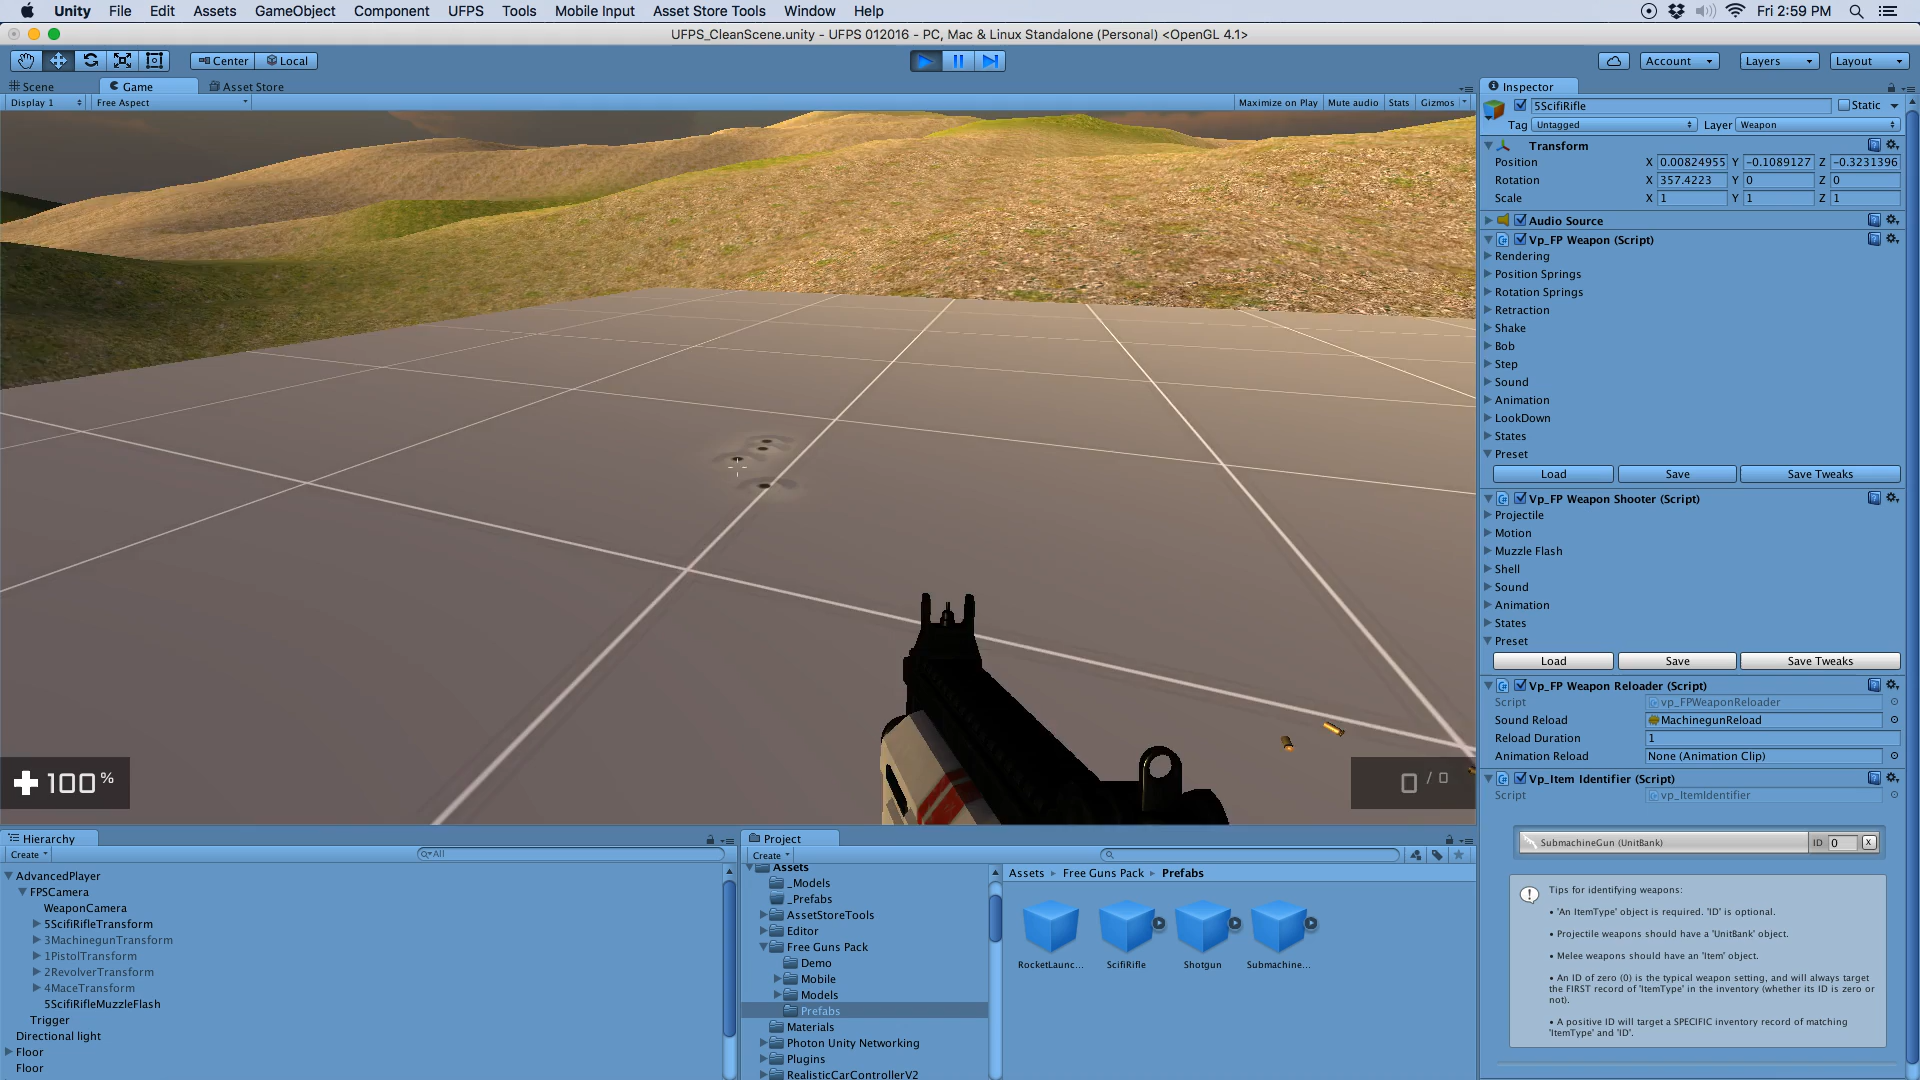 Unity File Edit Assets GameObject Component UFPS Tools Mobile Input Asset Store Tools Window Help Fri 2:59 PM
UFPS_CleanScene.unity - UFPS 012016 - PC, Mac & Linux Standalone (Personal) <OpenGL 4.1>
Center Local Account Layers Layout
Scene Game Asset Store
Display 1 Free Aspect Maximize on Play Mute audio Stats Gizmos
100%
0 / 0
Inspector
5ScifiRifle Static
Tag Untagged Layer Weapon
Transform
Position X 0.00824955 Y -0.1089127 Z -0.3231396
Rotation X 357.4223 Y 0 Z 0
Scale X 1 Y 1 Z 1
Audio Source
Vp_FP Weapon (Script)
Rendering
Position Springs
Rotation Springs
Retraction
Shake
Bob
Step
Sound
Animation
LookDown
States
Preset
Load Save Save Tweaks
Vp_FP Weapon Shooter (Script)
Projectile
Motion
Muzzle Flash
Shell
Sound
Animation
States
Preset
Load Save Save Tweaks
Vp_FP Weapon Reloader (Script)
Script vp_FPWeaponReloader
Sound Reload MachinegunReload
Reload Duration 1
Animation Reload None (Animation Clip)
Vp_Item Identifier (Script)
Script vp_ItemIdentifier
SubmachineGun (UnitBank) ID 0 X
Tips for identifying weapons:
• 'An ItemType' object is required. 'ID' is optional.
• Projectile weapons should have a 'UnitBank' object.
• Melee weapons should have an 'Item' object.
• An ID of zero (0) is the typical weapon setting, and will always target
the FIRST record of 'ItemType' in the inventory (whether its ID is zero or
not).
• A positive ID will target a SPECIFIC inventory record of matching
'ItemType' and 'ID'.
Hierarchy
Create All
AdvancedPlayer
FPSCamera
WeaponCamera
5ScifiRifleTransform
3MachinegunTransform
1PistolTransform
2RevolverTransform
4MaceTransform
5ScifiRifleMuzzleFlash
Trigger
Directional light
Floor
Floor
Project
Create
Assets
_Models
_Prefabs
AssetStoreTools
Editor
Free Guns Pack
Demo
Mobile
Models
Prefabs
Materials
Photon Unity Networking
Plugins
RealisticCarControllerV2
Assets Free Guns Pack Prefabs
RocketLaunc... ScifiRifle Shotgun Submachine...